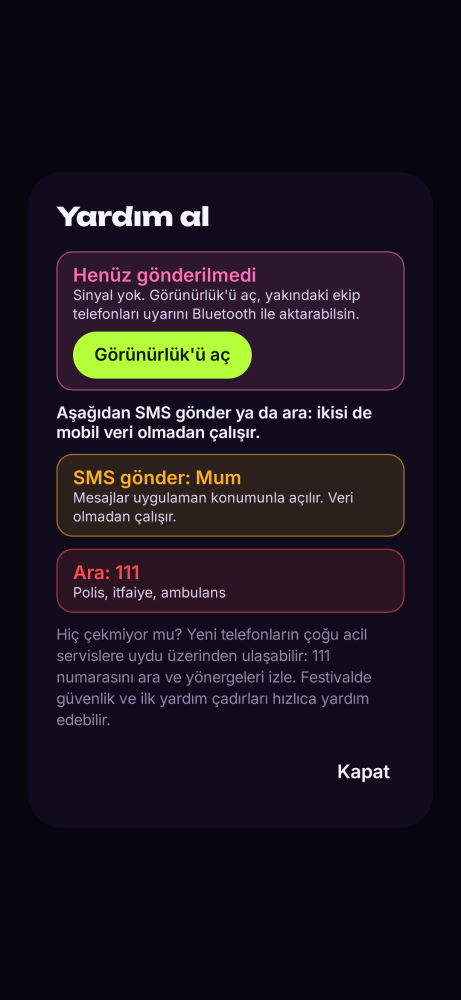 Yardım al
Henüz gönderilmedi
Sinyal yok. Görünürlük'ü aç, yakındaki ekip
telefonları uyarını Bluetooth ile aktarabilsin.
Görünürlük'ü aç
Aşağıdan SMS gönder ya da ara: ikisi de
mobil veri olmadan çalışır.
SMS gönder: Mum
Mesajlar uygulaman konumunla açılır. Veri
olmadan çalışır.
Ara: 111
Polis, itfaiye, ambulans
Hiç çekmiyor mu? Yeni telefonların çoğu acil
servislere uydu üzerinden ulaşabilir: 111
numarasını ara ve yönergeleri izle. Festivalde
güvenlik ve ilk yardım çadırları hızlıca yardım
edebilir.
Kapat